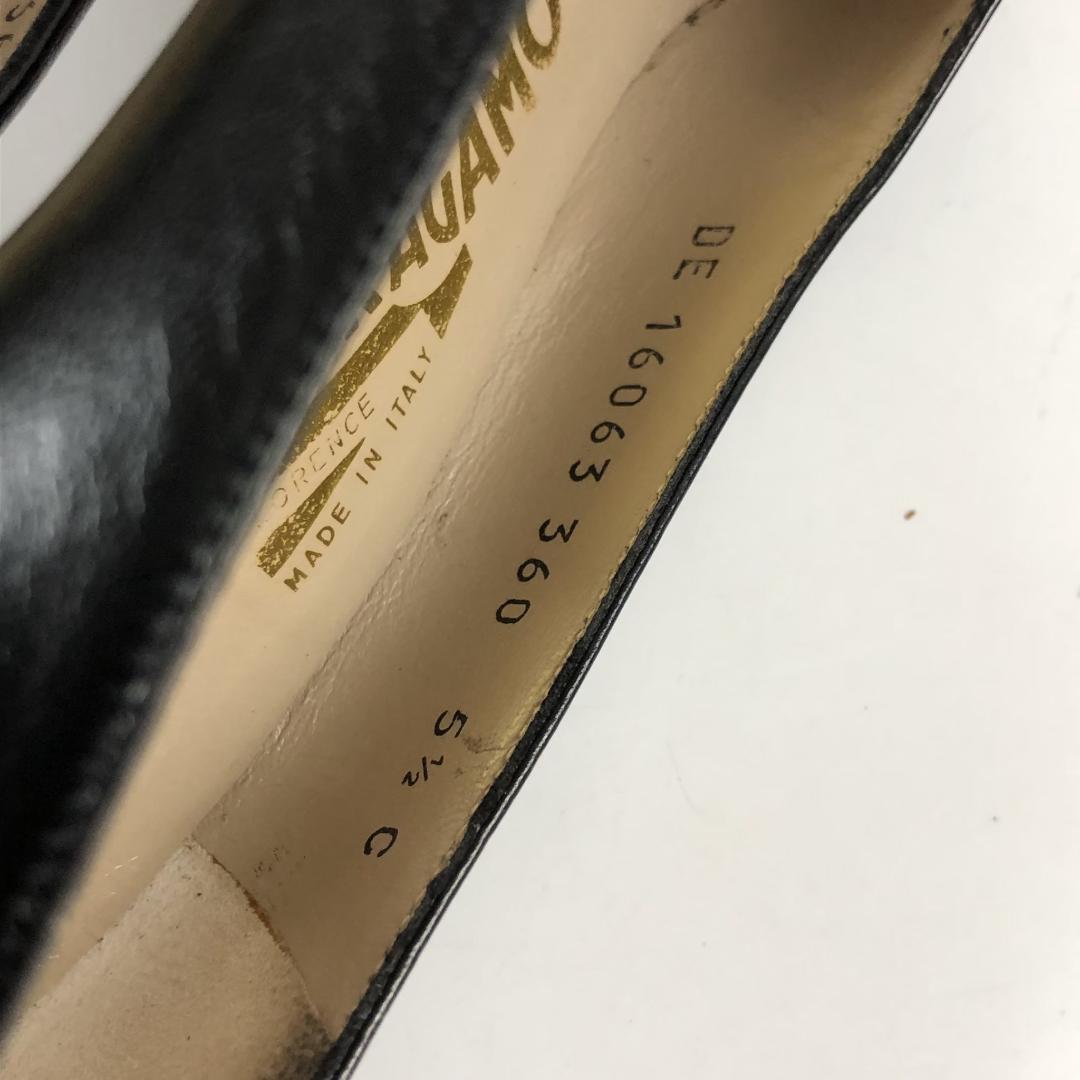 AGAMO
ORENCE
MADE IN ITALY
DE 16063 360 5½ C